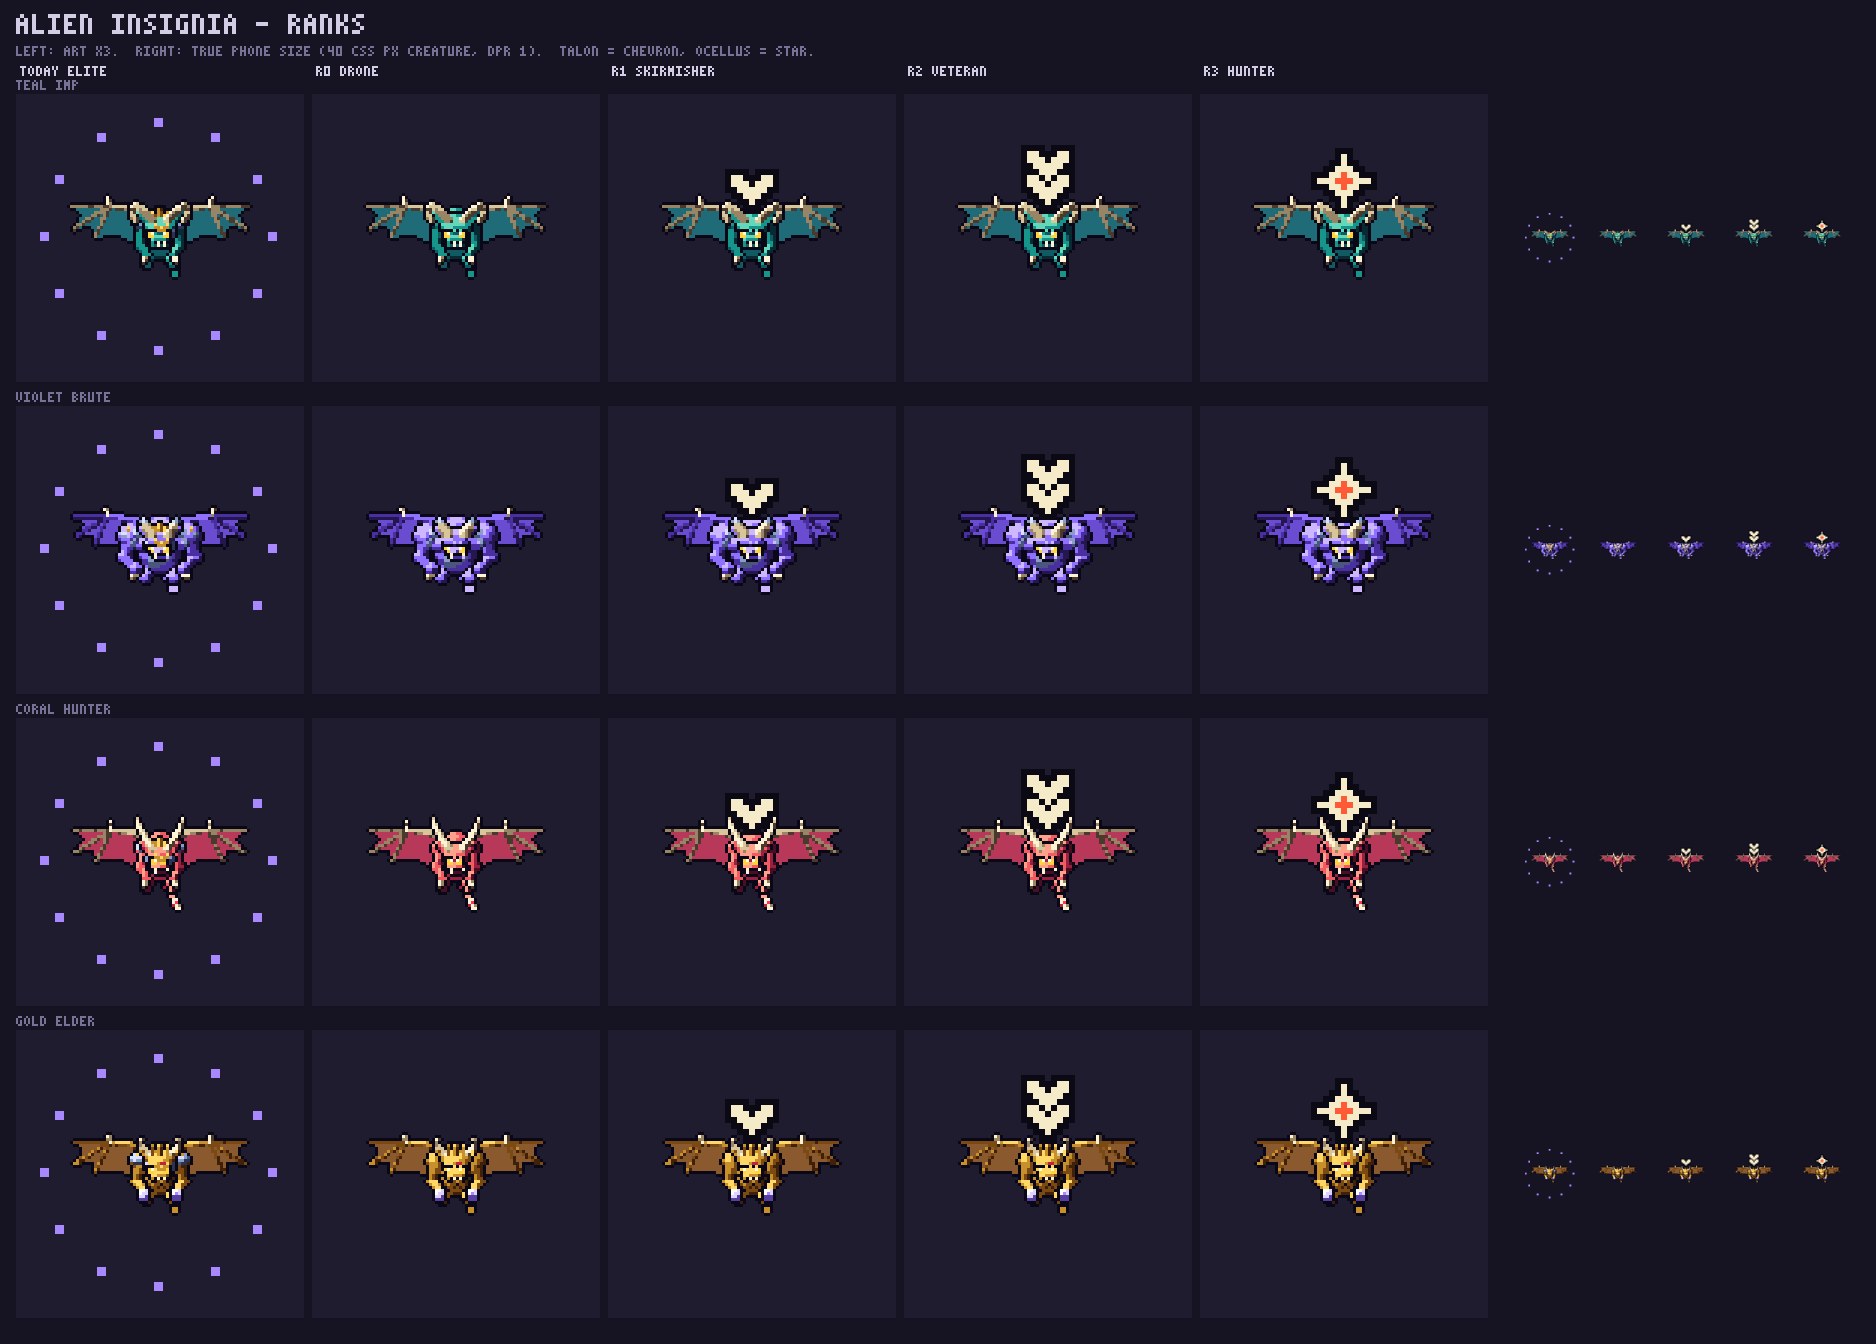 ALIEN INSIGNIA - RANKS
LEFT: ART X3. RIGHT: TRUE PHONE SIZE (40 CSS PX CREATURE, DPR 1). TALON = CHEVRON, OCELLUS = STAR.
TODAY ELITE R0 DRONE R1 SKIRMISHER R2 VETERAN R3 HUNTER
TEAL IMP
VIOLET BRUTE
CORAL HUNTER
GOLD ELDER